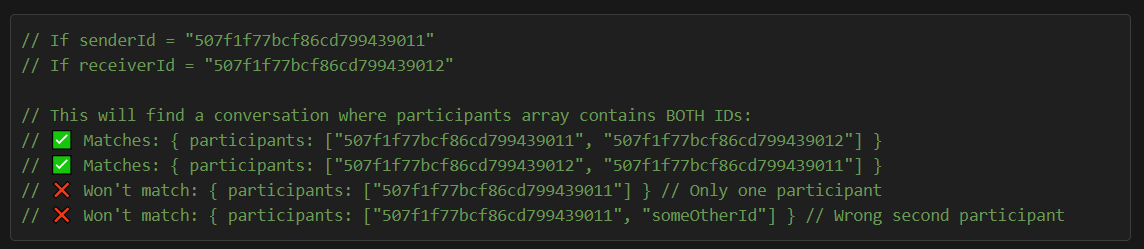 // If senderId = "507f1f77bcf86cd799439011"
// If receiverId = "507f1f77bcf86cd799439012"
// This will find a conversation where participants array contains BOTH IDs:
// ✅ Matches: { participants: ["507f1f77bcf86cd799439011", "507f1f77bcf86cd799439012"] }
// ✅ Matches: { participants: ["507f1f77bcf86cd799439012", "507f1f77bcf86cd799439011"] }
// ❌ Won't match: { participants: ["507f1f77bcf86cd799439011"] } // Only one participant
// ❌ Won't match: { participants: ["507f1f77bcf86cd799439011", "someOtherId"] } // Wrong second participant